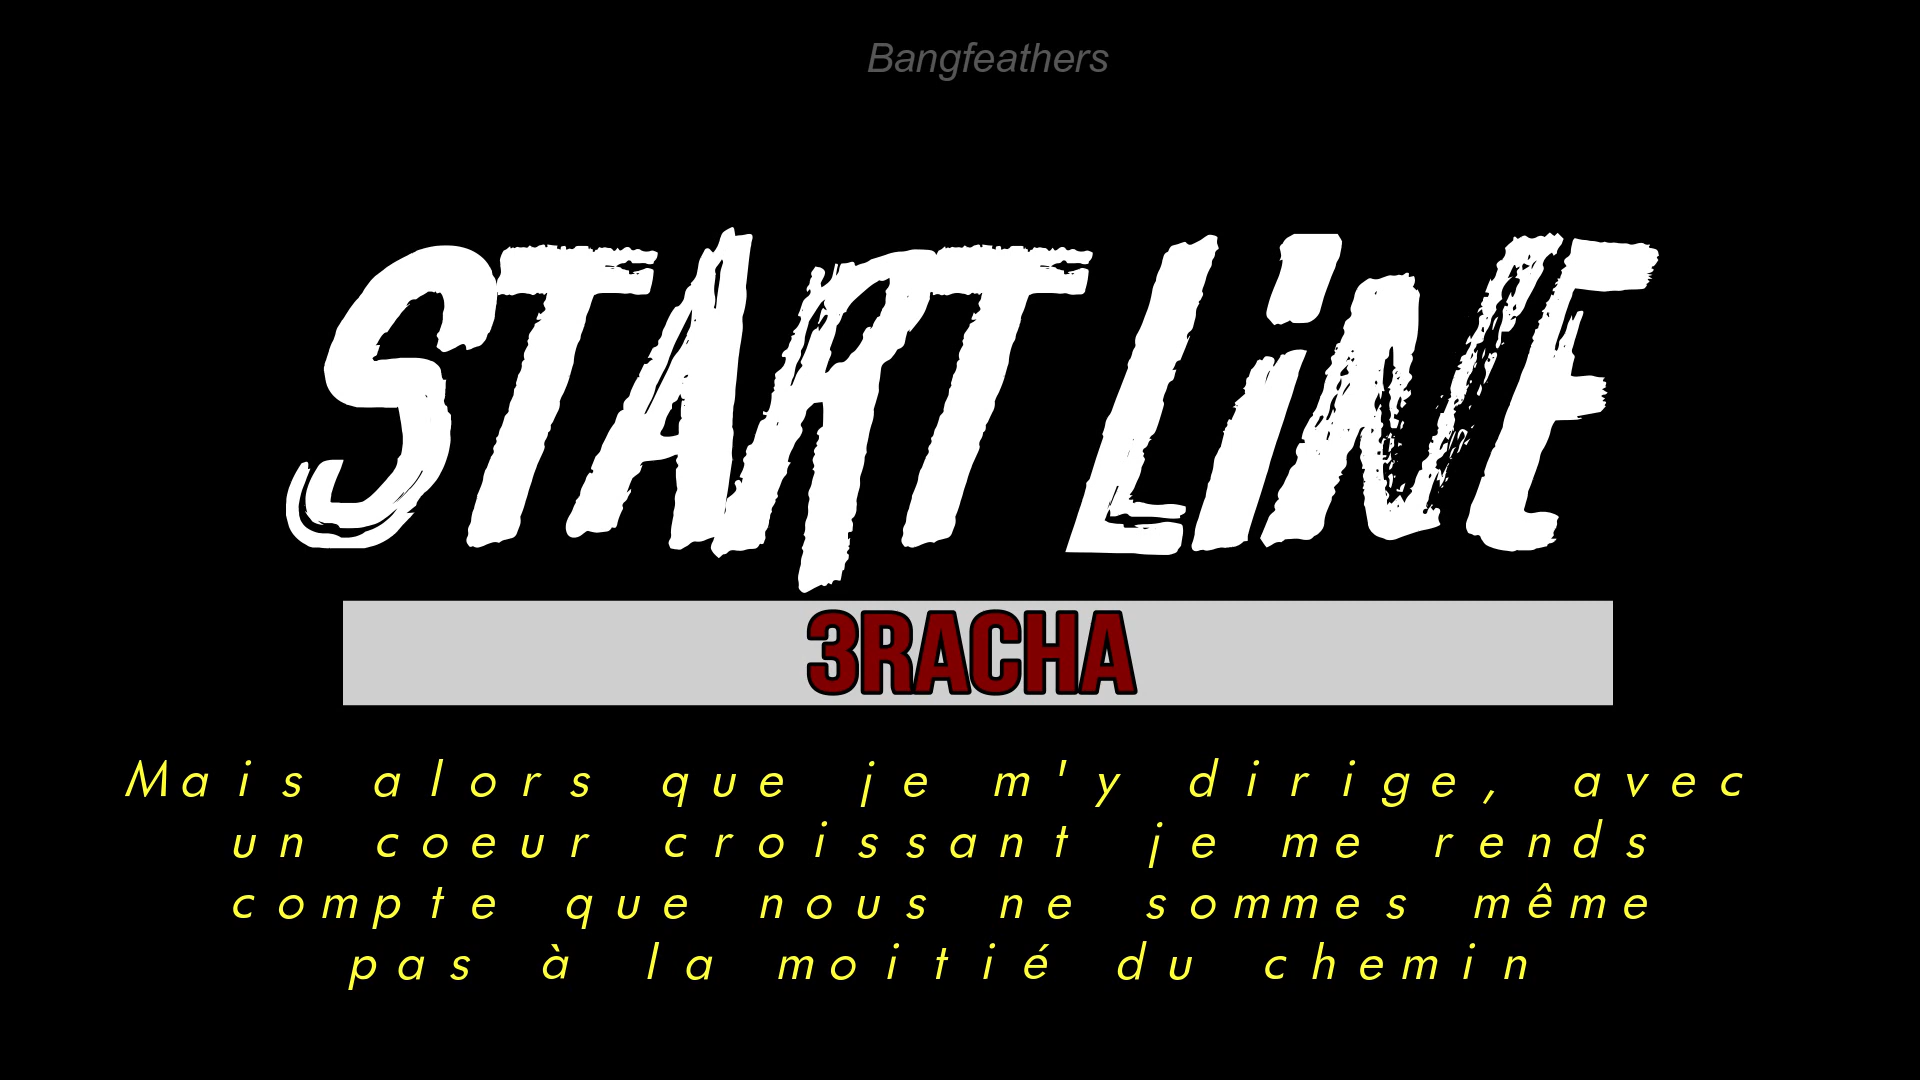 Bangfeathers
START LiNE
3RACHA
Mais alors que je m'y dirige, avec
un coeur croissant je me rends
compte que nous ne sommes même
pas à la moitié du chemin